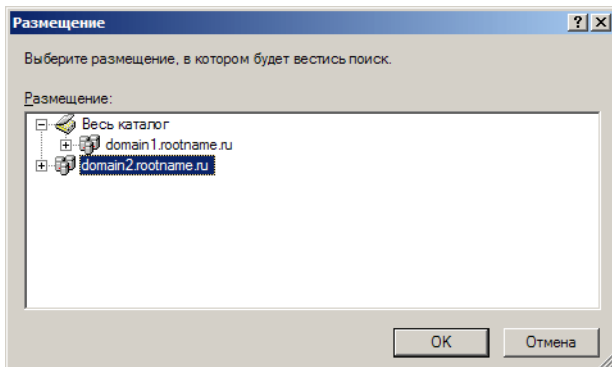 Размещение
Выберите размещение, в котором будет вестись поиск.
Размещение:
Весь каталог
domain1.rootname.ru
domain2.rootname.ru
OK
Отмена